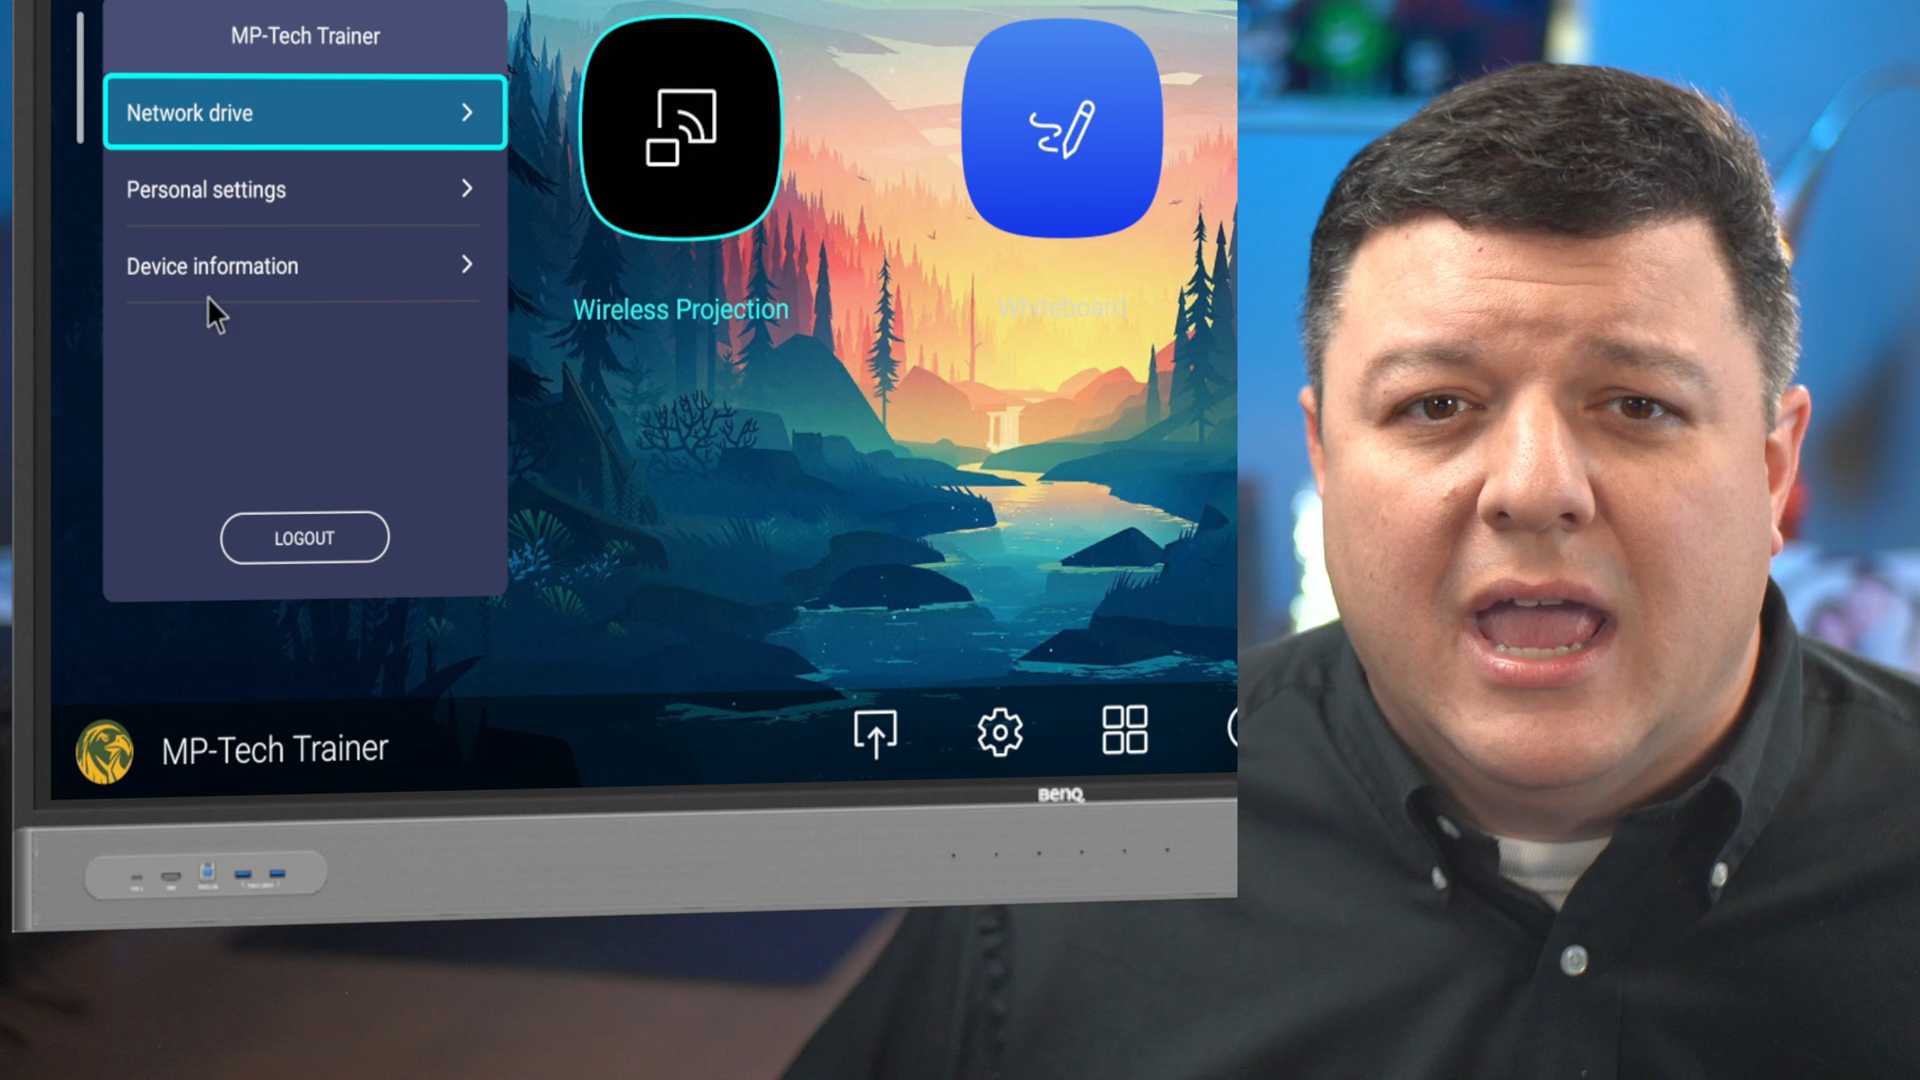 MP-Tech Trainer
Network drive
Personal settings
Device information
LOGOUT
Wireless Projection
Whiteboard
MP-Tech Trainer
BenQ